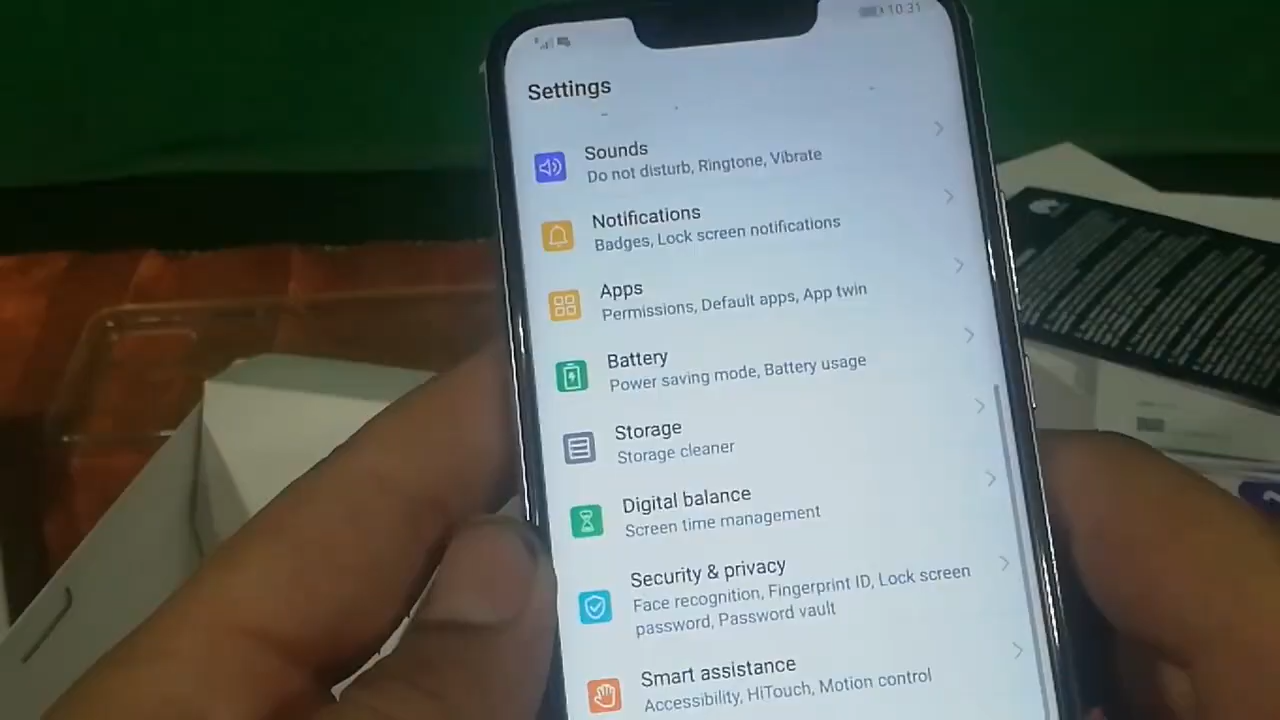 10:31
Settings
Sounds
Do not disturb, Ringtone, Vibrate
Notifications
Badges, Lock screen notifications
Apps
Permissions, Default apps, App twin
Battery
Power saving mode, Battery usage
Storage
Storage cleaner
Digital balance
Screen time management
Security & privacy
Face recognition, Fingerprint ID, Lock screen
password, Password vault
Smart assistance
Accessibility, HiTouch, Motion control